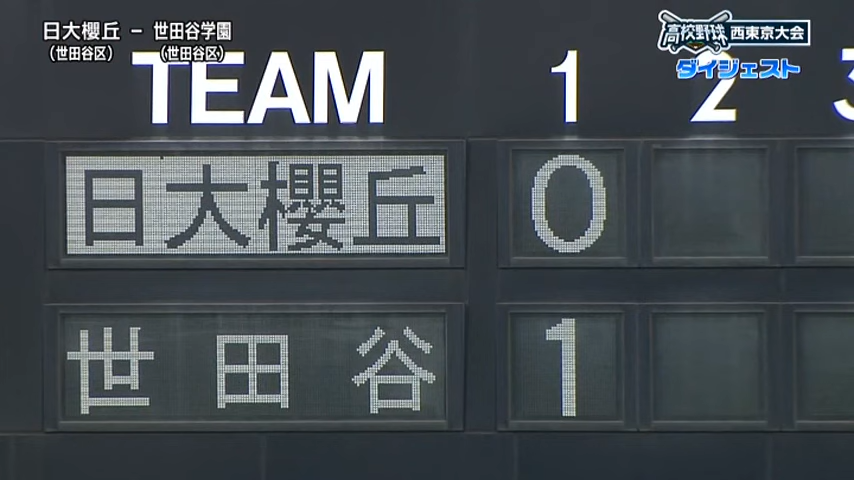 日大櫻丘 － 世田谷学園
（世田谷区） （世田谷区）
高校野球 西東京大会
ダイジェスト
TEAM 1 2 3
日大櫻丘 0
世田谷 1